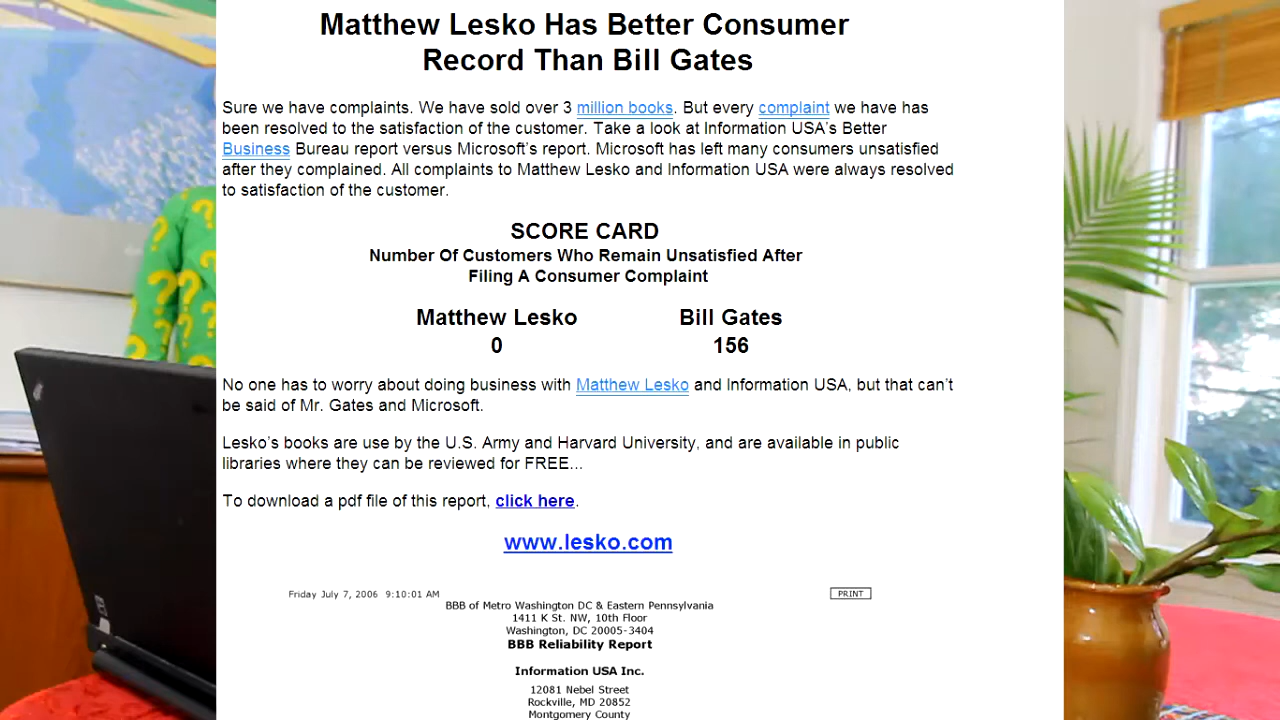 Matthew Lesko Has Better Consumer
Record Than Bill Gates
Sure we have complaints. We have sold over 3 million books. But every complaint we have has
been resolved to the satisfaction of the customer. Take a look at Information USA's Better
Business Bureau report versus Microsoft's report. Microsoft has left many consumers unsatisfied
after they complained. All complaints to Matthew Lesko and Information USA were always resolved
to satisfaction of the customer.
SCORE CARD
Number Of Customers Who Remain Unsatisfied After
Filing A Consumer Complaint
Matthew Lesko Bill Gates
0 156
No one has to worry about doing business with Matthew Lesko and Information USA, but that can't
be said of Mr. Gates and Microsoft.
Lesko's books are use by the U.S. Army and Harvard University, and are available in public
libraries where they can be reviewed for FREE...
To download a pdf file of this report, click here.
www.lesko.com
Friday July 7, 2006 9:10:01 AM PRINT
BBB of Metro Washington DC & Eastern Pennsylvania
1411 K St. NW, 10th Floor
Washington, DC 20005-3404
BBB Reliability Report
Information USA Inc.
12081 Nebel Street
Rockville, MD 20852
Montgomery County